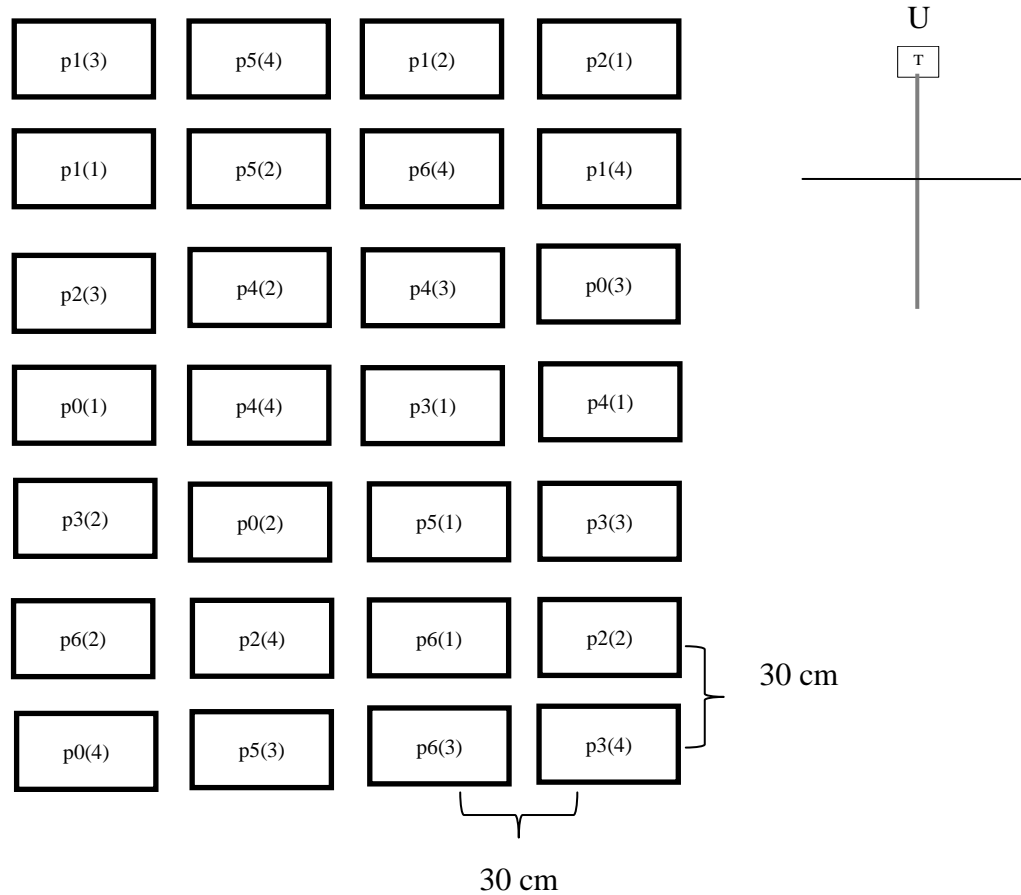 U
T
p1(3) p5(4) p1(2) p2(1)
p1(1) p5(2) p6(4) p1(4)
p2(3) p4(2) p4(3) p0(3)
p0(1) p4(4) p3(1) p4(1)
p3(2) p0(2) p5(1) p3(3)
p6(2) p2(4) p6(1) p2(2)
30 cm
p0(4) p5(3) p6(3) p3(4)
30 cm